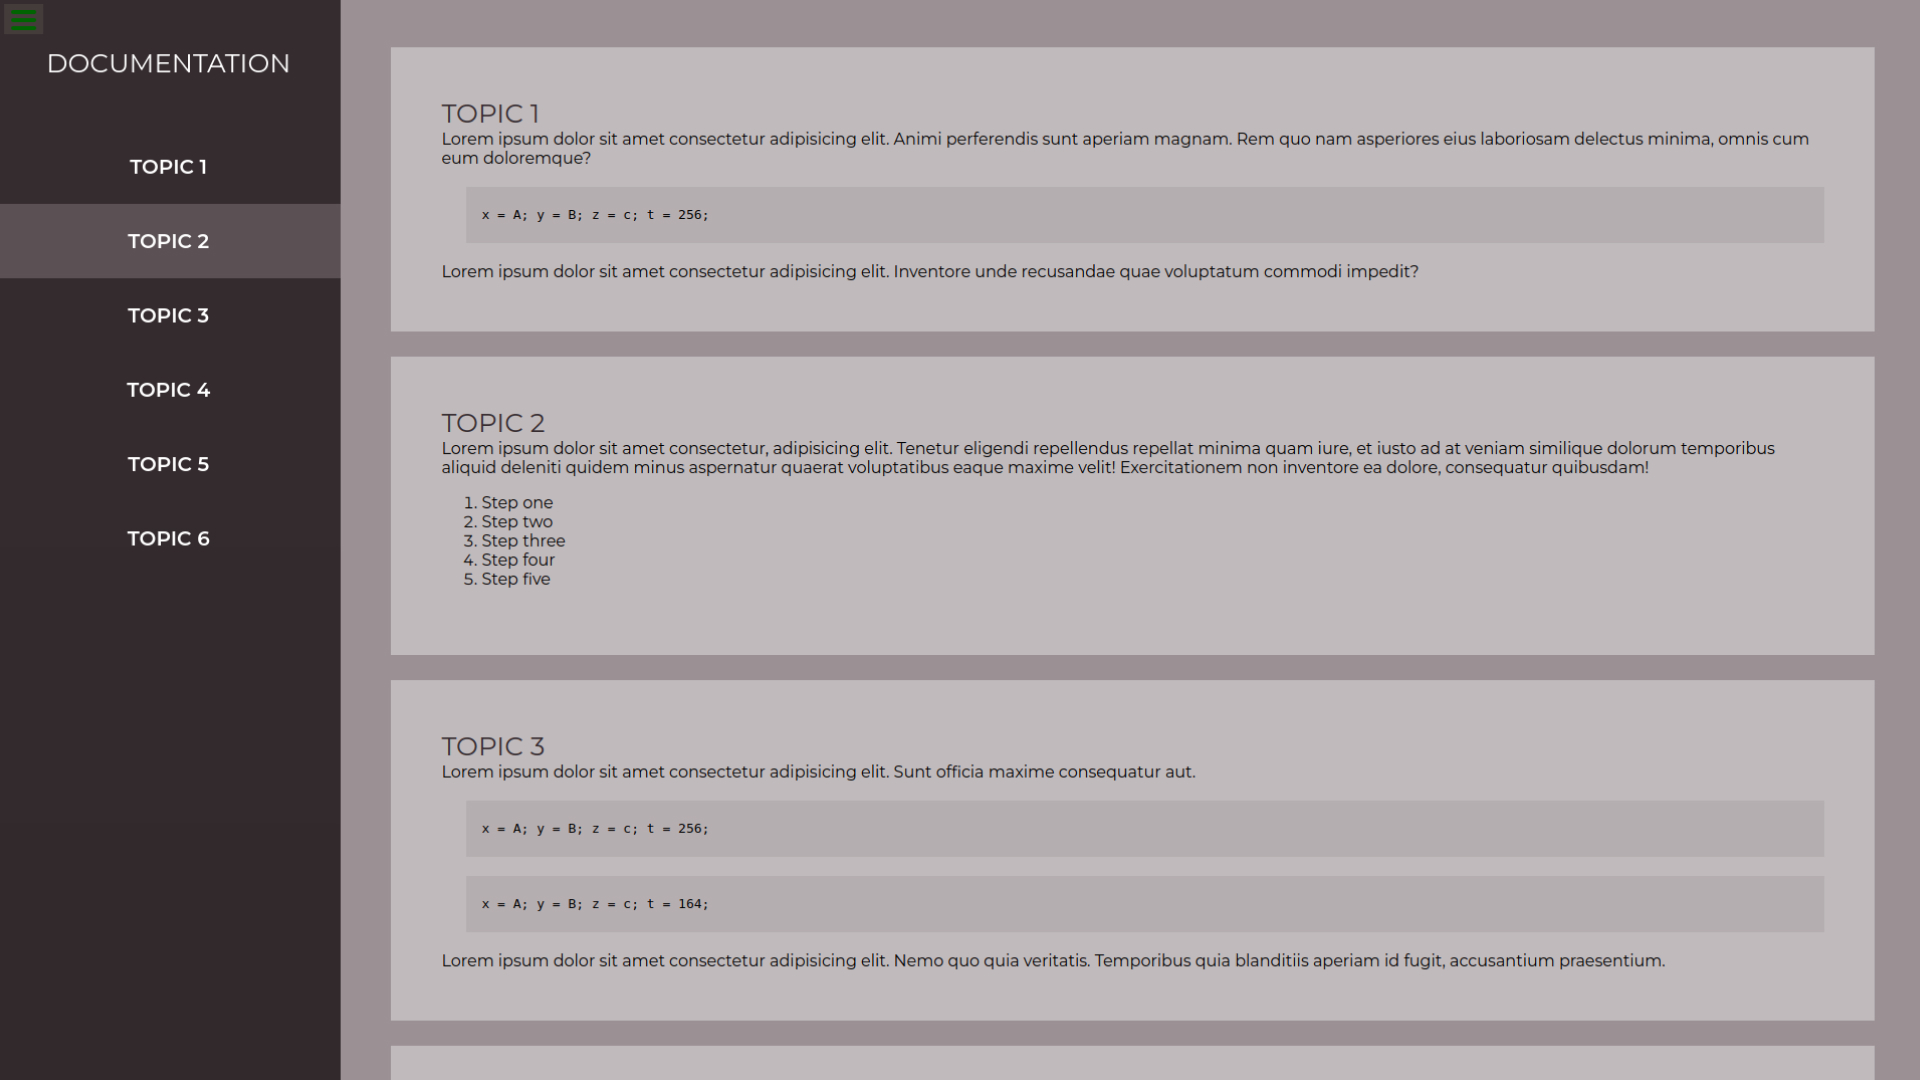 DOCUMENTATION
TOPIC 1
TOPIC 2
TOPIC 3
TOPIC 4
TOPIC 5
TOPIC 6
TOPIC 1
Lorem ipsum dolor sit amet consectetur adipisicing elit. Animi perferendis sunt aperiam magnam. Rem quo nam asperiores eius laboriosam delectus minima, omnis cum
eum doloremque?
x = A; y = B; z = c; t = 256;
Lorem ipsum dolor sit amet consectetur adipisicing elit. Inventore unde recusandae quae voluptatum commodi impedit?
TOPIC 2
Lorem ipsum dolor sit amet consectetur, adipisicing elit. Tenetur eligendi repellendus repellat minima quam iure, et iusto ad at veniam similique dolorum temporibus
aliquid deleniti quidem minus aspernatur quaerat voluptatibus eaque maxime velit! Exercitationem non inventore ea dolore, consequatur quibusdam!
1. Step one
2. Step two
3. Step three
4. Step four
5. Step five
TOPIC 3
Lorem ipsum dolor sit amet consectetur adipisicing elit. Sunt officia maxime consequatur aut.
x = A; y = B; z = c; t = 256;
x = A; y = B; z = c; t = 164;
Lorem ipsum dolor sit amet consectetur adipisicing elit. Nemo quo quia veritatis. Temporibus quia blanditiis aperiam id fugit, accusantium praesentium.